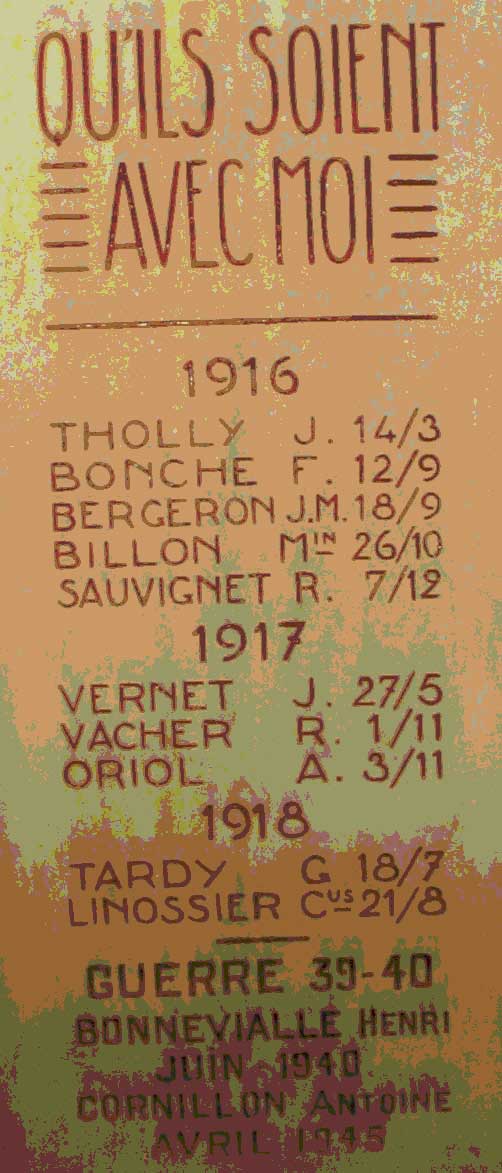 QU'ILS SOIENT
AVEC MOI
1916
THOLLY J. 14/3
BONCHE F. 12/9
BERGERON J.M. 18/9
BILLON MIN 26/10
SAUVIGNET R. 7/12
1917
VERNET J. 27/5
VACHER R. 1/11
ORIOL A. 3/11
1918
TARDY G 18/7
LINOSSIER CUS 21/8
GUERRE 39-40
BONNEVIALLE HENRI
JUIN 1940
CORNILLON ANTOINE
AVRIL 1945